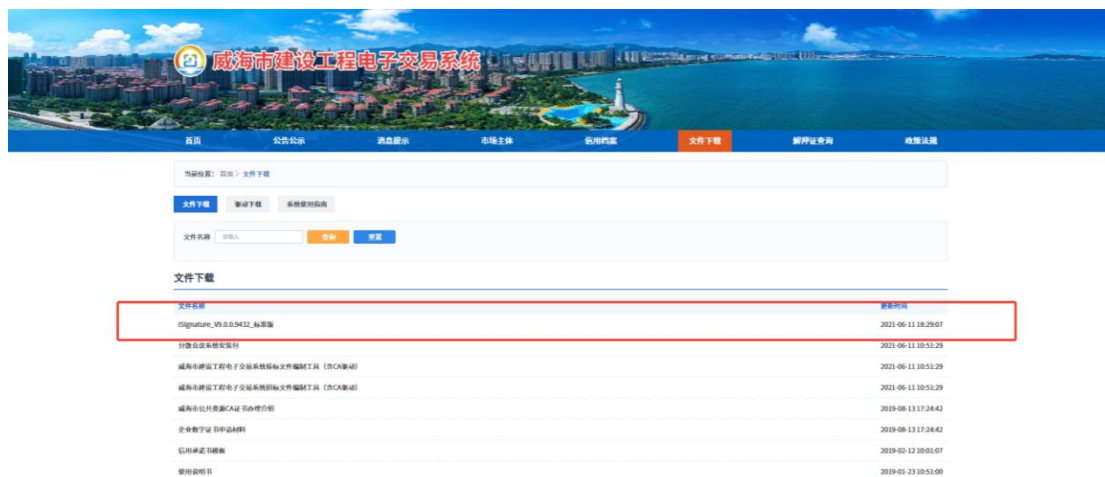 威海市建设工程电子交易系统
首页 公告公示 消息提示 市场主体 信用档案 文件下载 解押证查询 政策法规
当前位置： 首页 > 文件下载
文件下载 驱动下载 系统使用指南
文件名称 请输入 查询 重置
文件下载
文件名称 更新时间
iSignature_V9.0.0.9432_标准版 2021-06-11 18:29:07
分散会议系统安装包 2021-06-11 10:51:29
威海市建设工程电子交易系统投标文件编制工具（含CA驱动） 2021-06-11 10:51:29
威海市建设工程电子交易系统招标文件编制工具（含CA驱动） 2021-06-11 10:51:29
威海市公共资源CA证书办理介绍 2019-08-13 17:24:42
企业数字证书申请材料 2019-08-13 17:24:42
信用承诺书模板 2019-02-12 10:01:07
使用说明书 2019-01-23 10:51:00